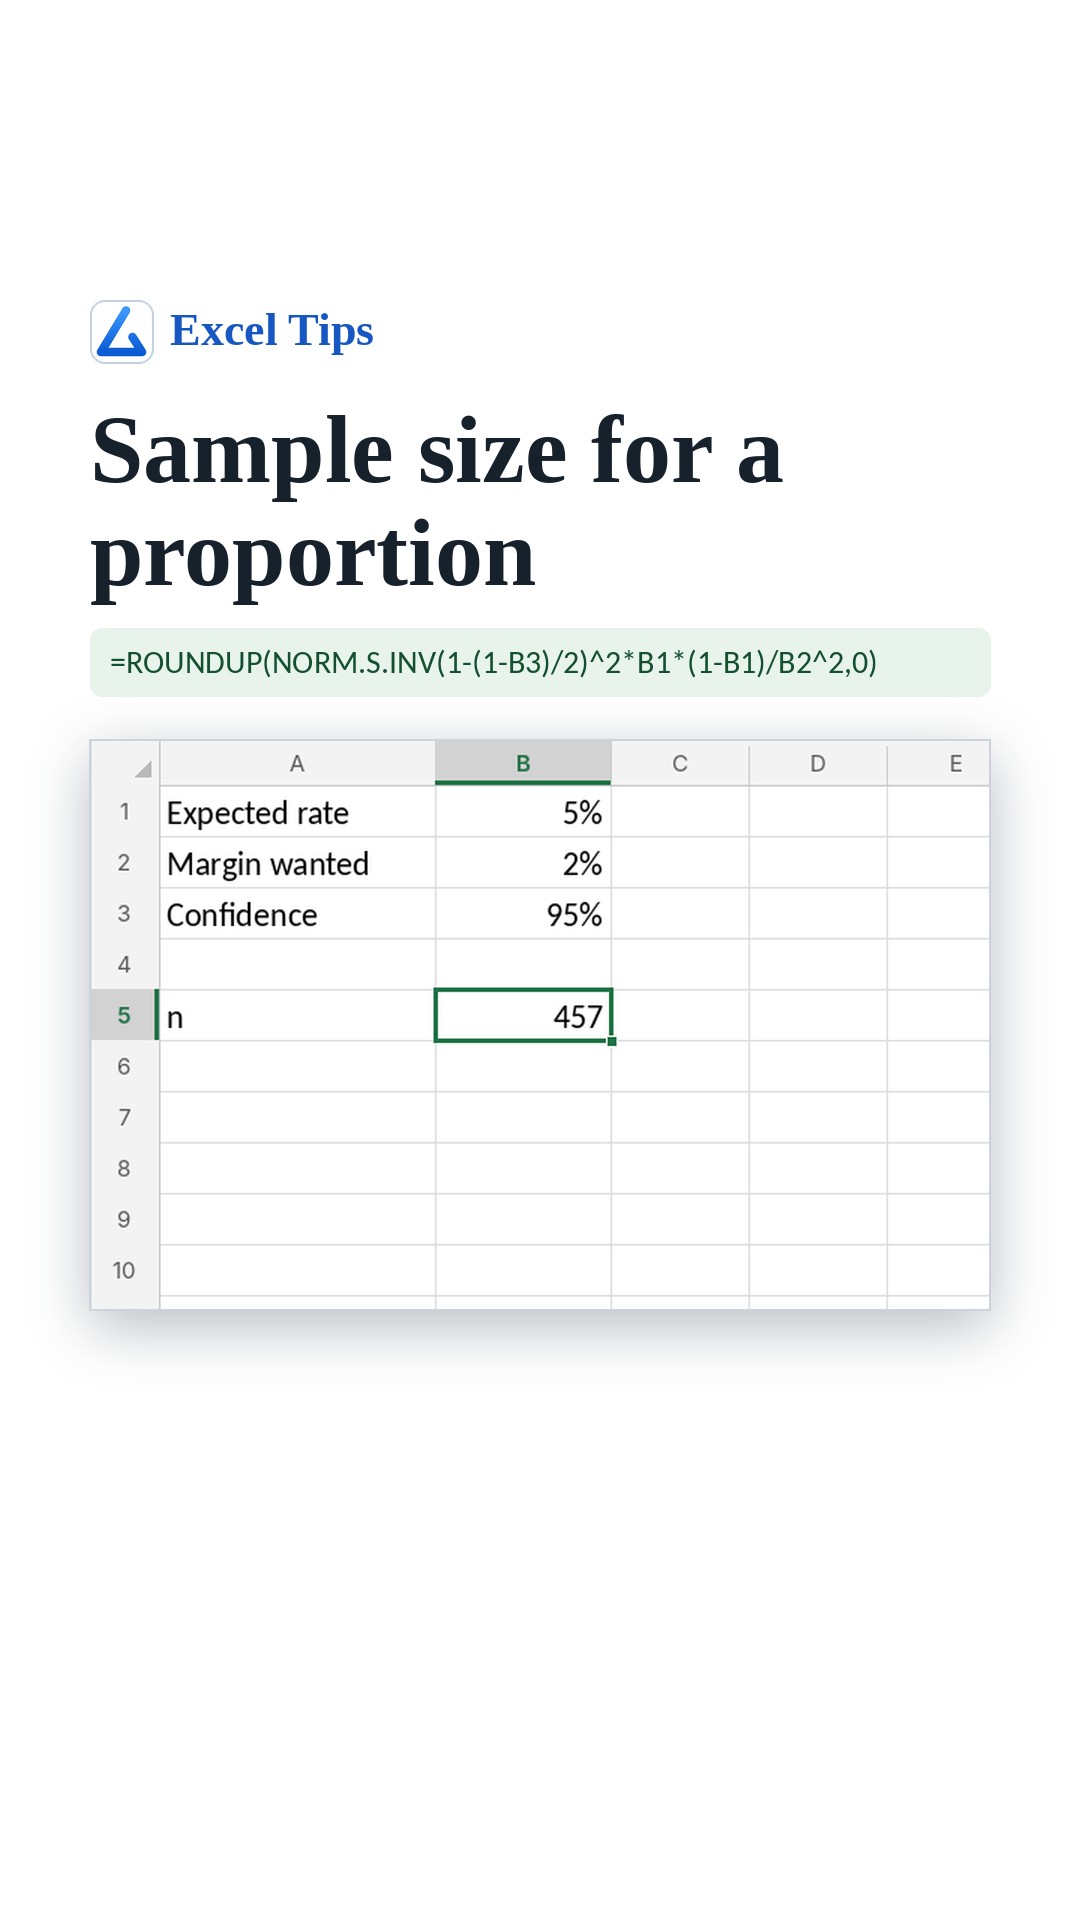 Excel Tips
Sample size for a
proportion
=ROUNDUP(NORM.S.INV(1-(1-B3)/2)^2*B1*(1-B1)/B2^2,0)
A B C D E
1 Expected rate 5%
2 Margin wanted 2%
3 Confidence 95%
4
5 n 457
6
7
8
9
10